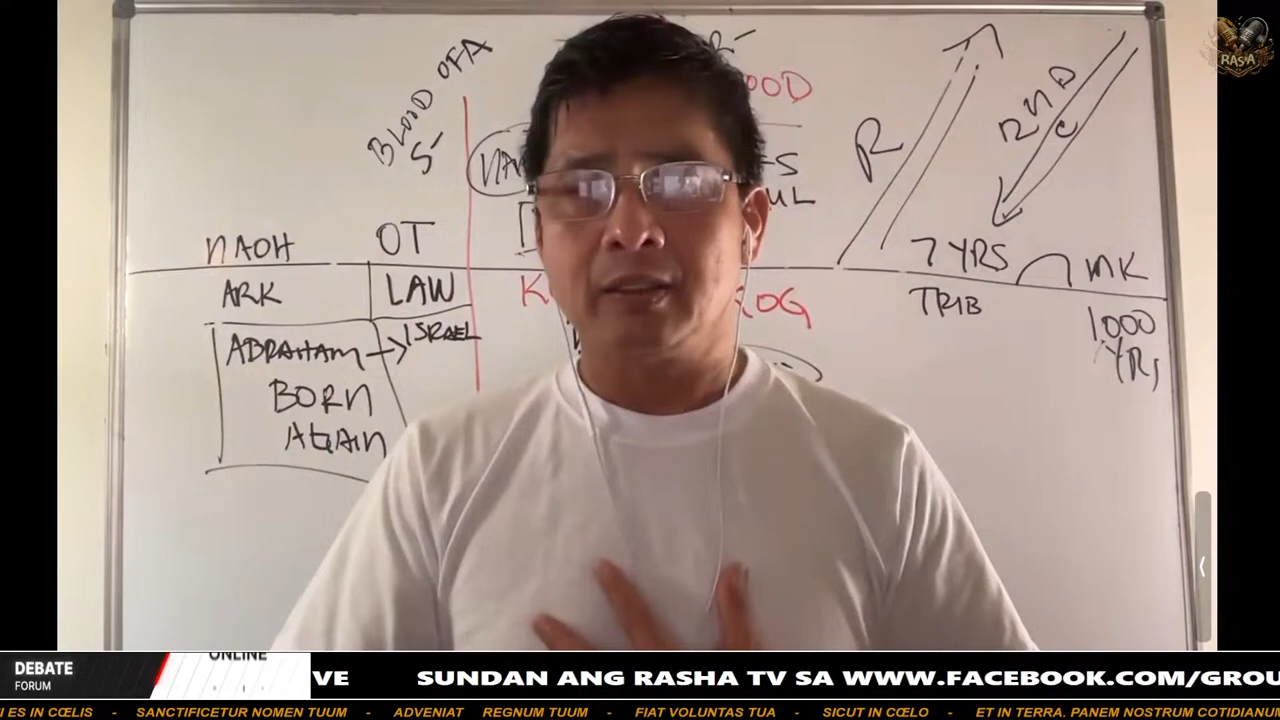 BLOOD OFA
S-
R-
OOD
RASA
R
2ND
C
NAOH
OT
7 YRS
MK
ARK
LAW
K
OG
TRIB
1000
YRS
ABRAHAM → ISRAEL
BORN
AGAIN
DEBATE
FORUM
ONLINE
VE SUNDAN ANG RASHA TV SA WWW.FACEBOOK.COM/GROU
I ES IN CŒLIS - SANCTIFICETUR NOMEN TUUM - ADVENIAT REGNUM TUUM - FIAT VOLUNTAS TUA - SICUT IN CŒLO - ET IN TERRA. PANEM NOSTRUM COTIDIANUM